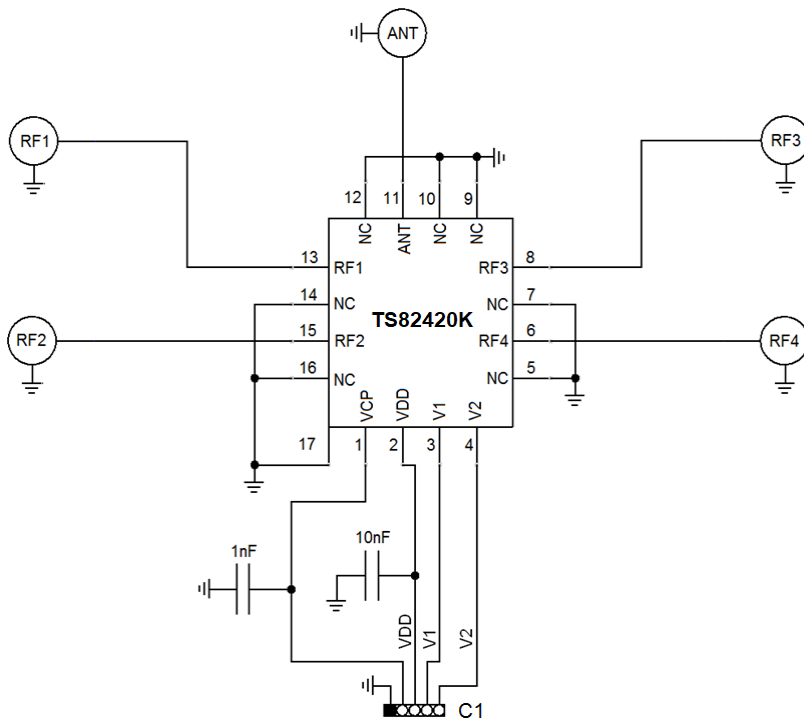 ANT
RF1
RF3
12
11
10
9
NC
ANT
NC
NC
13
RF1
RF3
8
14
NC
NC
7
TS82420K
RF2
15
RF2
RF4
6
RF4
16
NC
NC
5
VCP
VDD
V1
V2
17
1
2
3
4
1nF
10nF
VDD
V1
V2
C1